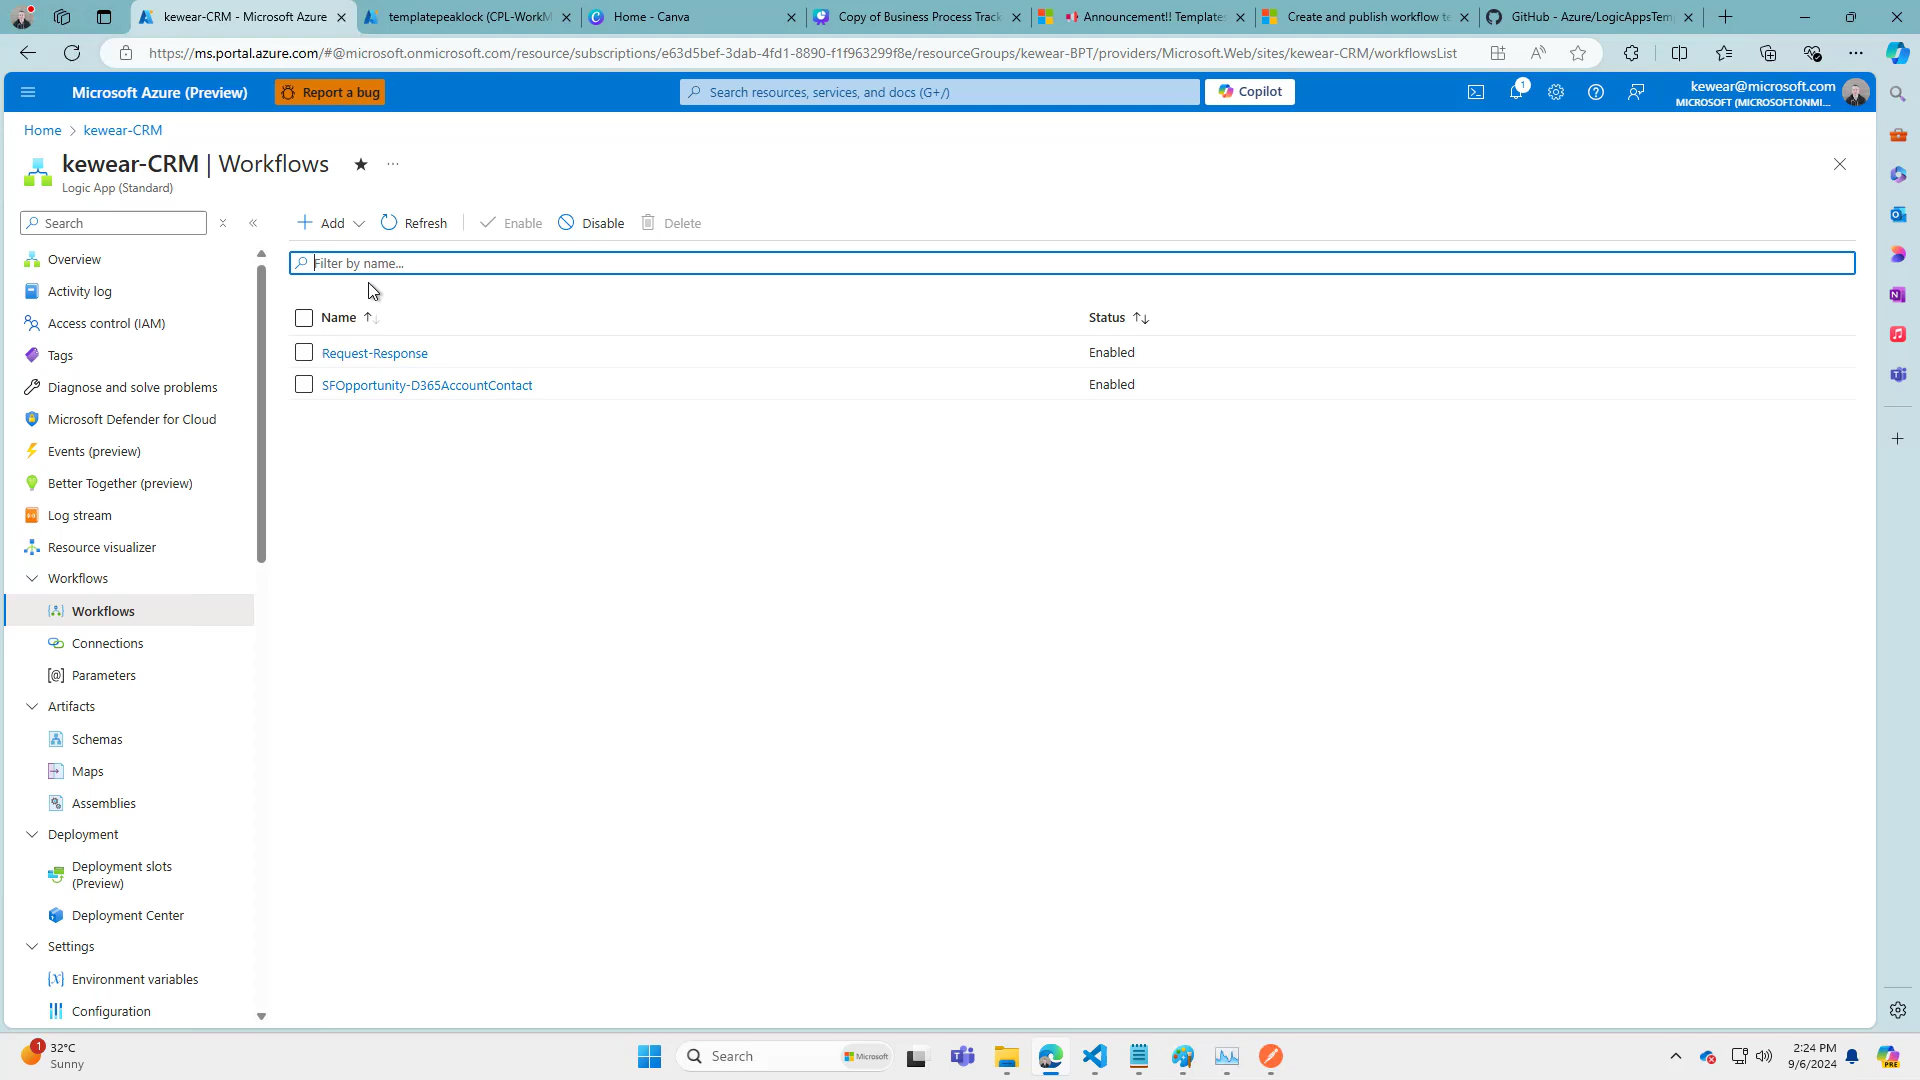 kewear-CRM - Microsoft Azure
templatepeaklock (CPL-WorkM
Home - Canva
Copy of Business Process Track
Announcement!! Templates
Create and publish workflow te
GitHub - Azure/LogicAppsTem
https://ms.portal.azure.com/#@microsoft.onmicrosoft.com/resource/subscriptions/e63d5bef-3dab-4fd1-8890-f1f963299f8e/resourceGroups/kewear-BPT/providers/Microsoft.Web/sites/kewear-CRM/workflowsList
Microsoft Azure (Preview)
Report a bug
Search resources, services, and docs (G+/)
Copilot
1
kewear@microsoft.com
MICROSOFT (MICROSOFT.ONMI...
Home > kewear-CRM
kewear-CRM | Workflows
Logic App (Standard)
Search
Add
Refresh
Enable
Disable
Delete
Filter by name...
Name
Status
Request-Response
Enabled
SFOpportunity-D365AccountContact
Enabled
Overview
Activity log
Access control (IAM)
Tags
Diagnose and solve problems
Microsoft Defender for Cloud
Events (preview)
Better Together (preview)
Log stream
Resource visualizer
Workflows
Workflows
Connections
Parameters
Artifacts
Schemas
Maps
Assemblies
Deployment
Deployment slots
(Preview)
Deployment Center
Settings
Environment variables
Configuration
1
32°C
Sunny
Search
Microsoft
2:24 PM
9/6/2024
PRE